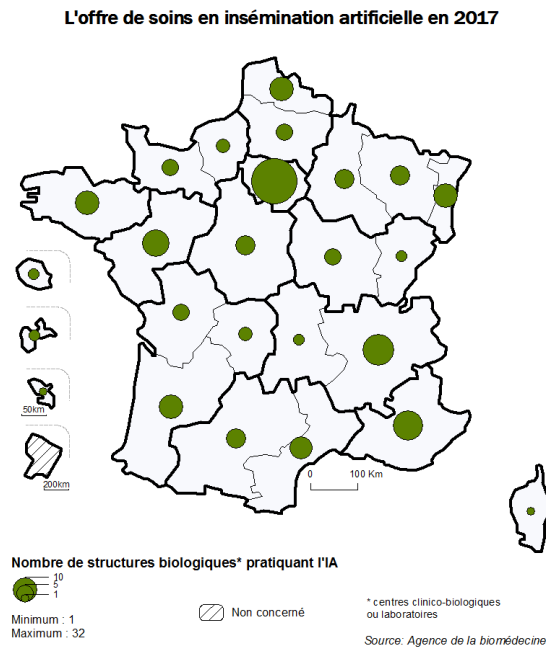 L'offre de soins en insémination artificielle en 2017
50km
200km
0 100 Km
Nombre de structures biologiques* pratiquant l'IA
10
5
1
Minimum : 1
Maximum : 32
Non concerné
* centres clinico-biologiques
ou laboratoires
Source: Agence de la biomédecine